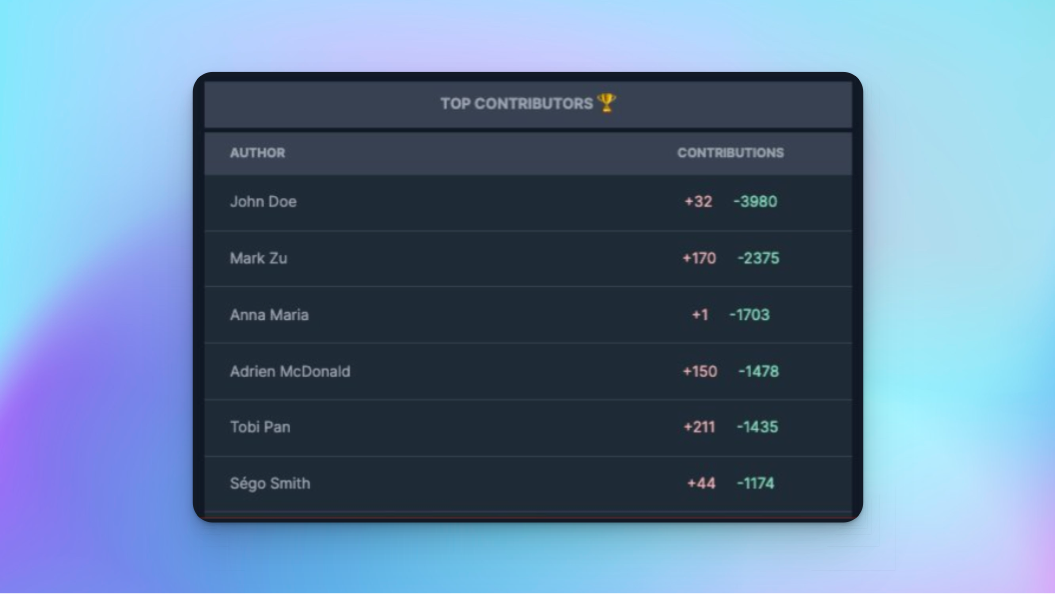 TOP CONTRIBUTORS 🏆
AUTHOR CONTRIBUTIONS
John Doe +32 -3980
Mark Zu +170 -2375
Anna Maria +1 -1703
Adrien McDonald +150 -1478
Tobi Pan +211 -1435
Ségo Smith +44 -1174